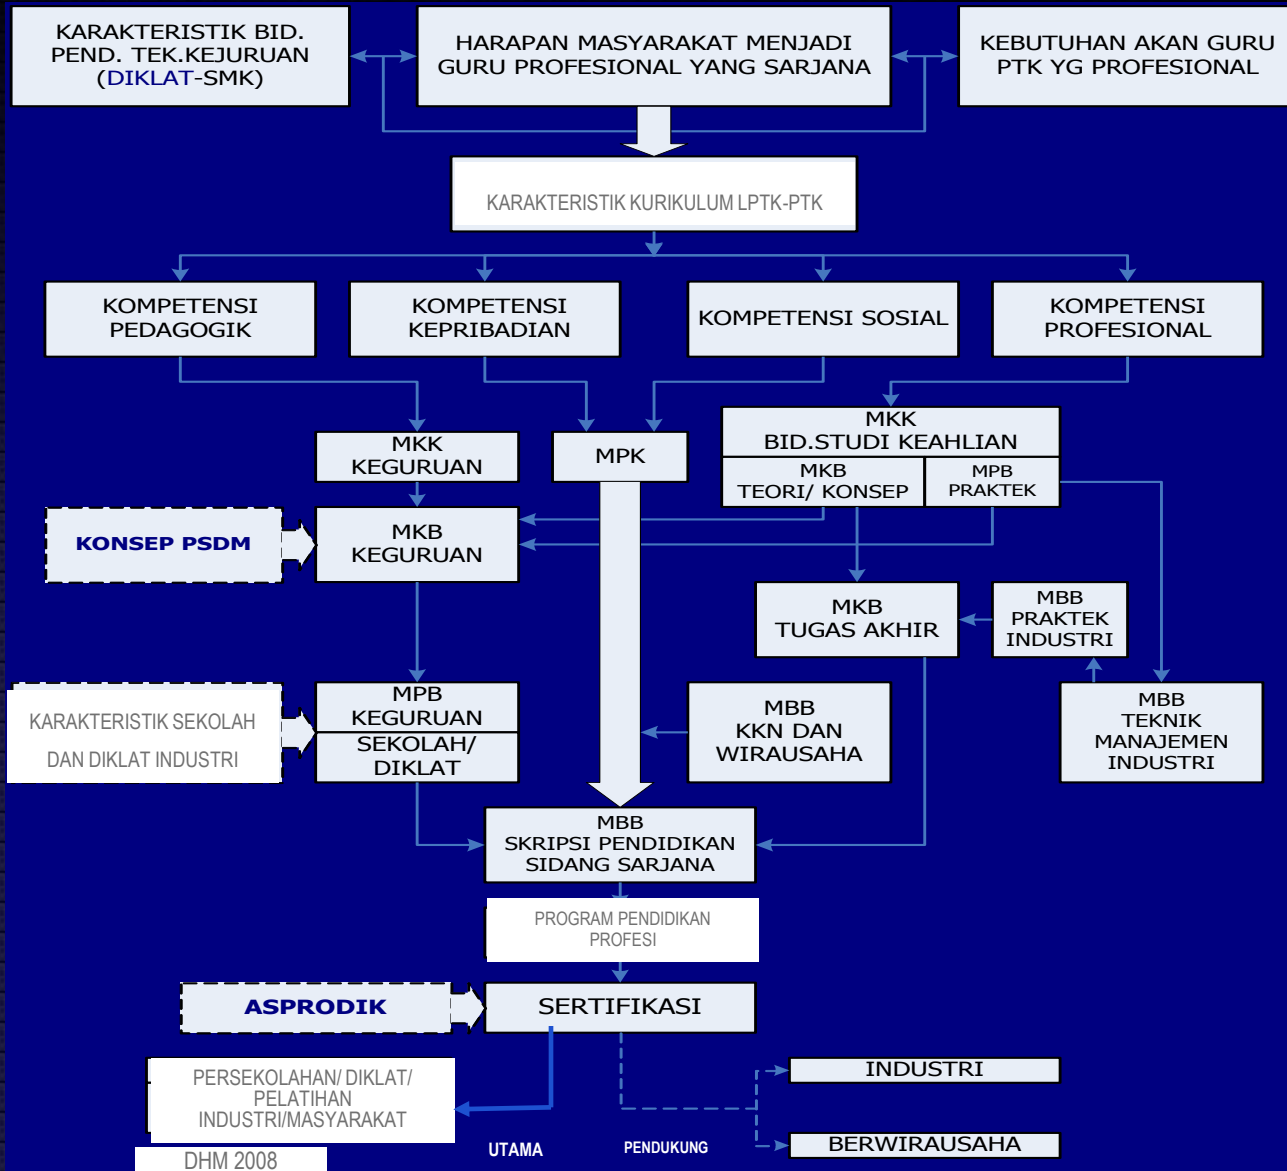 KARAKTERISTIK BID.
PEND. TEK.KEJURUAN
(DIKLAT-SMK)
HARAPAN MASYARAKAT MENJADI
GURU PROFESIONAL YANG SARJANA
KEBUTUHAN AKAN GURU
PTK YG PROFESIONAL
KARAKTERISTIK KURIKULUM LPTK-PTK
KOMPETENSI
PEDAGOGIK
KOMPETENSI
KEPRIBADIAN
KOMPETENSI SOSIAL
KOMPETENSI
PROFESIONAL
MKK
KEGURUAN
MPK
MKK
BID.STUDI KEAHLIAN
MKB
TEORI/ KONSEP
MPB
PRAKTEK
KONSEP PSDM
MKB
KEGURUAN
MKB
TUGAS AKHIR
MBB
PRAKTEK
INDUSTRI
KARAKTERISTIK SEKOLAH
DAN DIKLAT INDUSTRI
MPB
KEGURUAN
SEKOLAH/
DIKLAT
MBB
KKN DAN
WIRAUSAHA
MBB
TEKNIK
MANAJEMEN
INDUSTRI
MBB
SKRIPSI PENDIDIKAN
SIDANG SARJANA
PROGRAM PENDIDIKAN
PROFESI
ASPRODIK
SERTIFIKASI
PERSEKOLAHAN/ DIKLAT/
PELATIHAN
INDUSTRI/MASYARAKAT
INDUSTRI
UTAMA
PENDUKUNG
BERWIRAUSAHA
DHM 2008